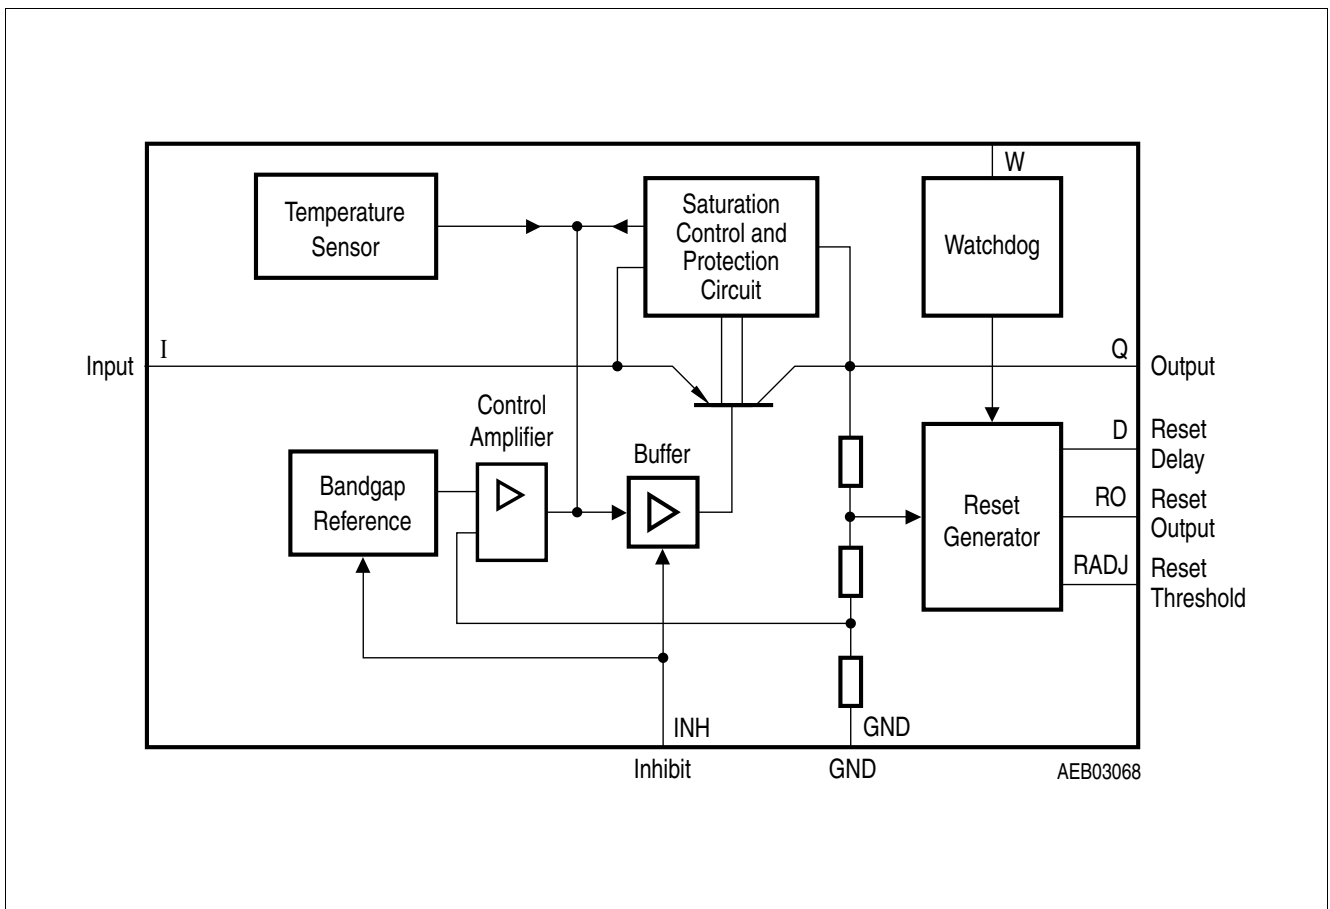 W
Temperature
Sensor
Saturation
Control and
Protection
Circuit
Watchdog
Input
I
Q
Output
Control
Amplifier
Buffer
Bandgap
Reference
Reset
Generator
D
Reset
Delay
RO
Reset
Output
RADJ
Reset
Threshold
INH
GND
Inhibit
GND
AEB03068